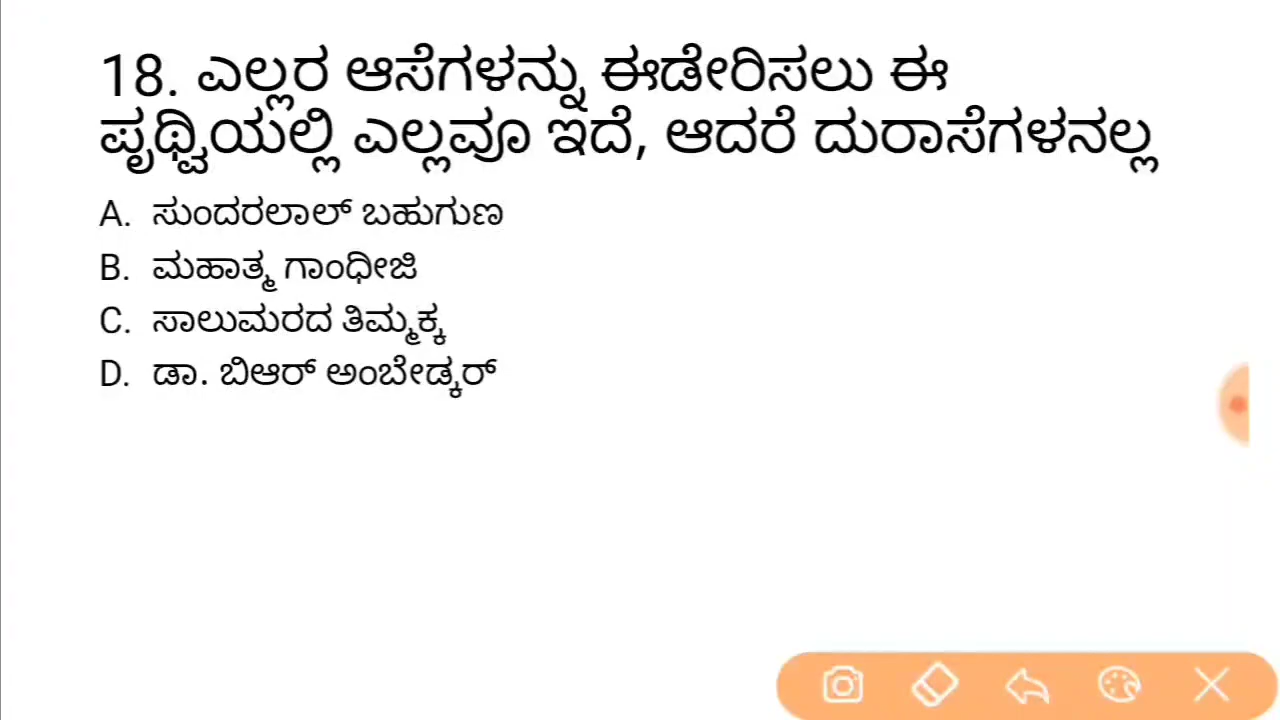 18. ಎಲ್ಲರ ಆಸೆಗಳನ್ನು ಈಡೇರಿಸಲು ಈ
ಪೃಥ್ವಿಯಲ್ಲಿ ಎಲ್ಲವೂ ಇದೆ, ಆದರೆ ದುರಾಸೆಗಳನಲ್ಲ
A. ಸುಂದರಲಾಲ್ ಬಹುಗುಣ
B. ಮಹಾತ್ಮ ಗಾಂಧೀಜಿ
C. ಸಾಲುಮರದ ತಿಮ್ಮಕ್ಕ
D. ಡಾ. ಬಿಆರ್ ಅಂಬೇಡ್ಕರ್